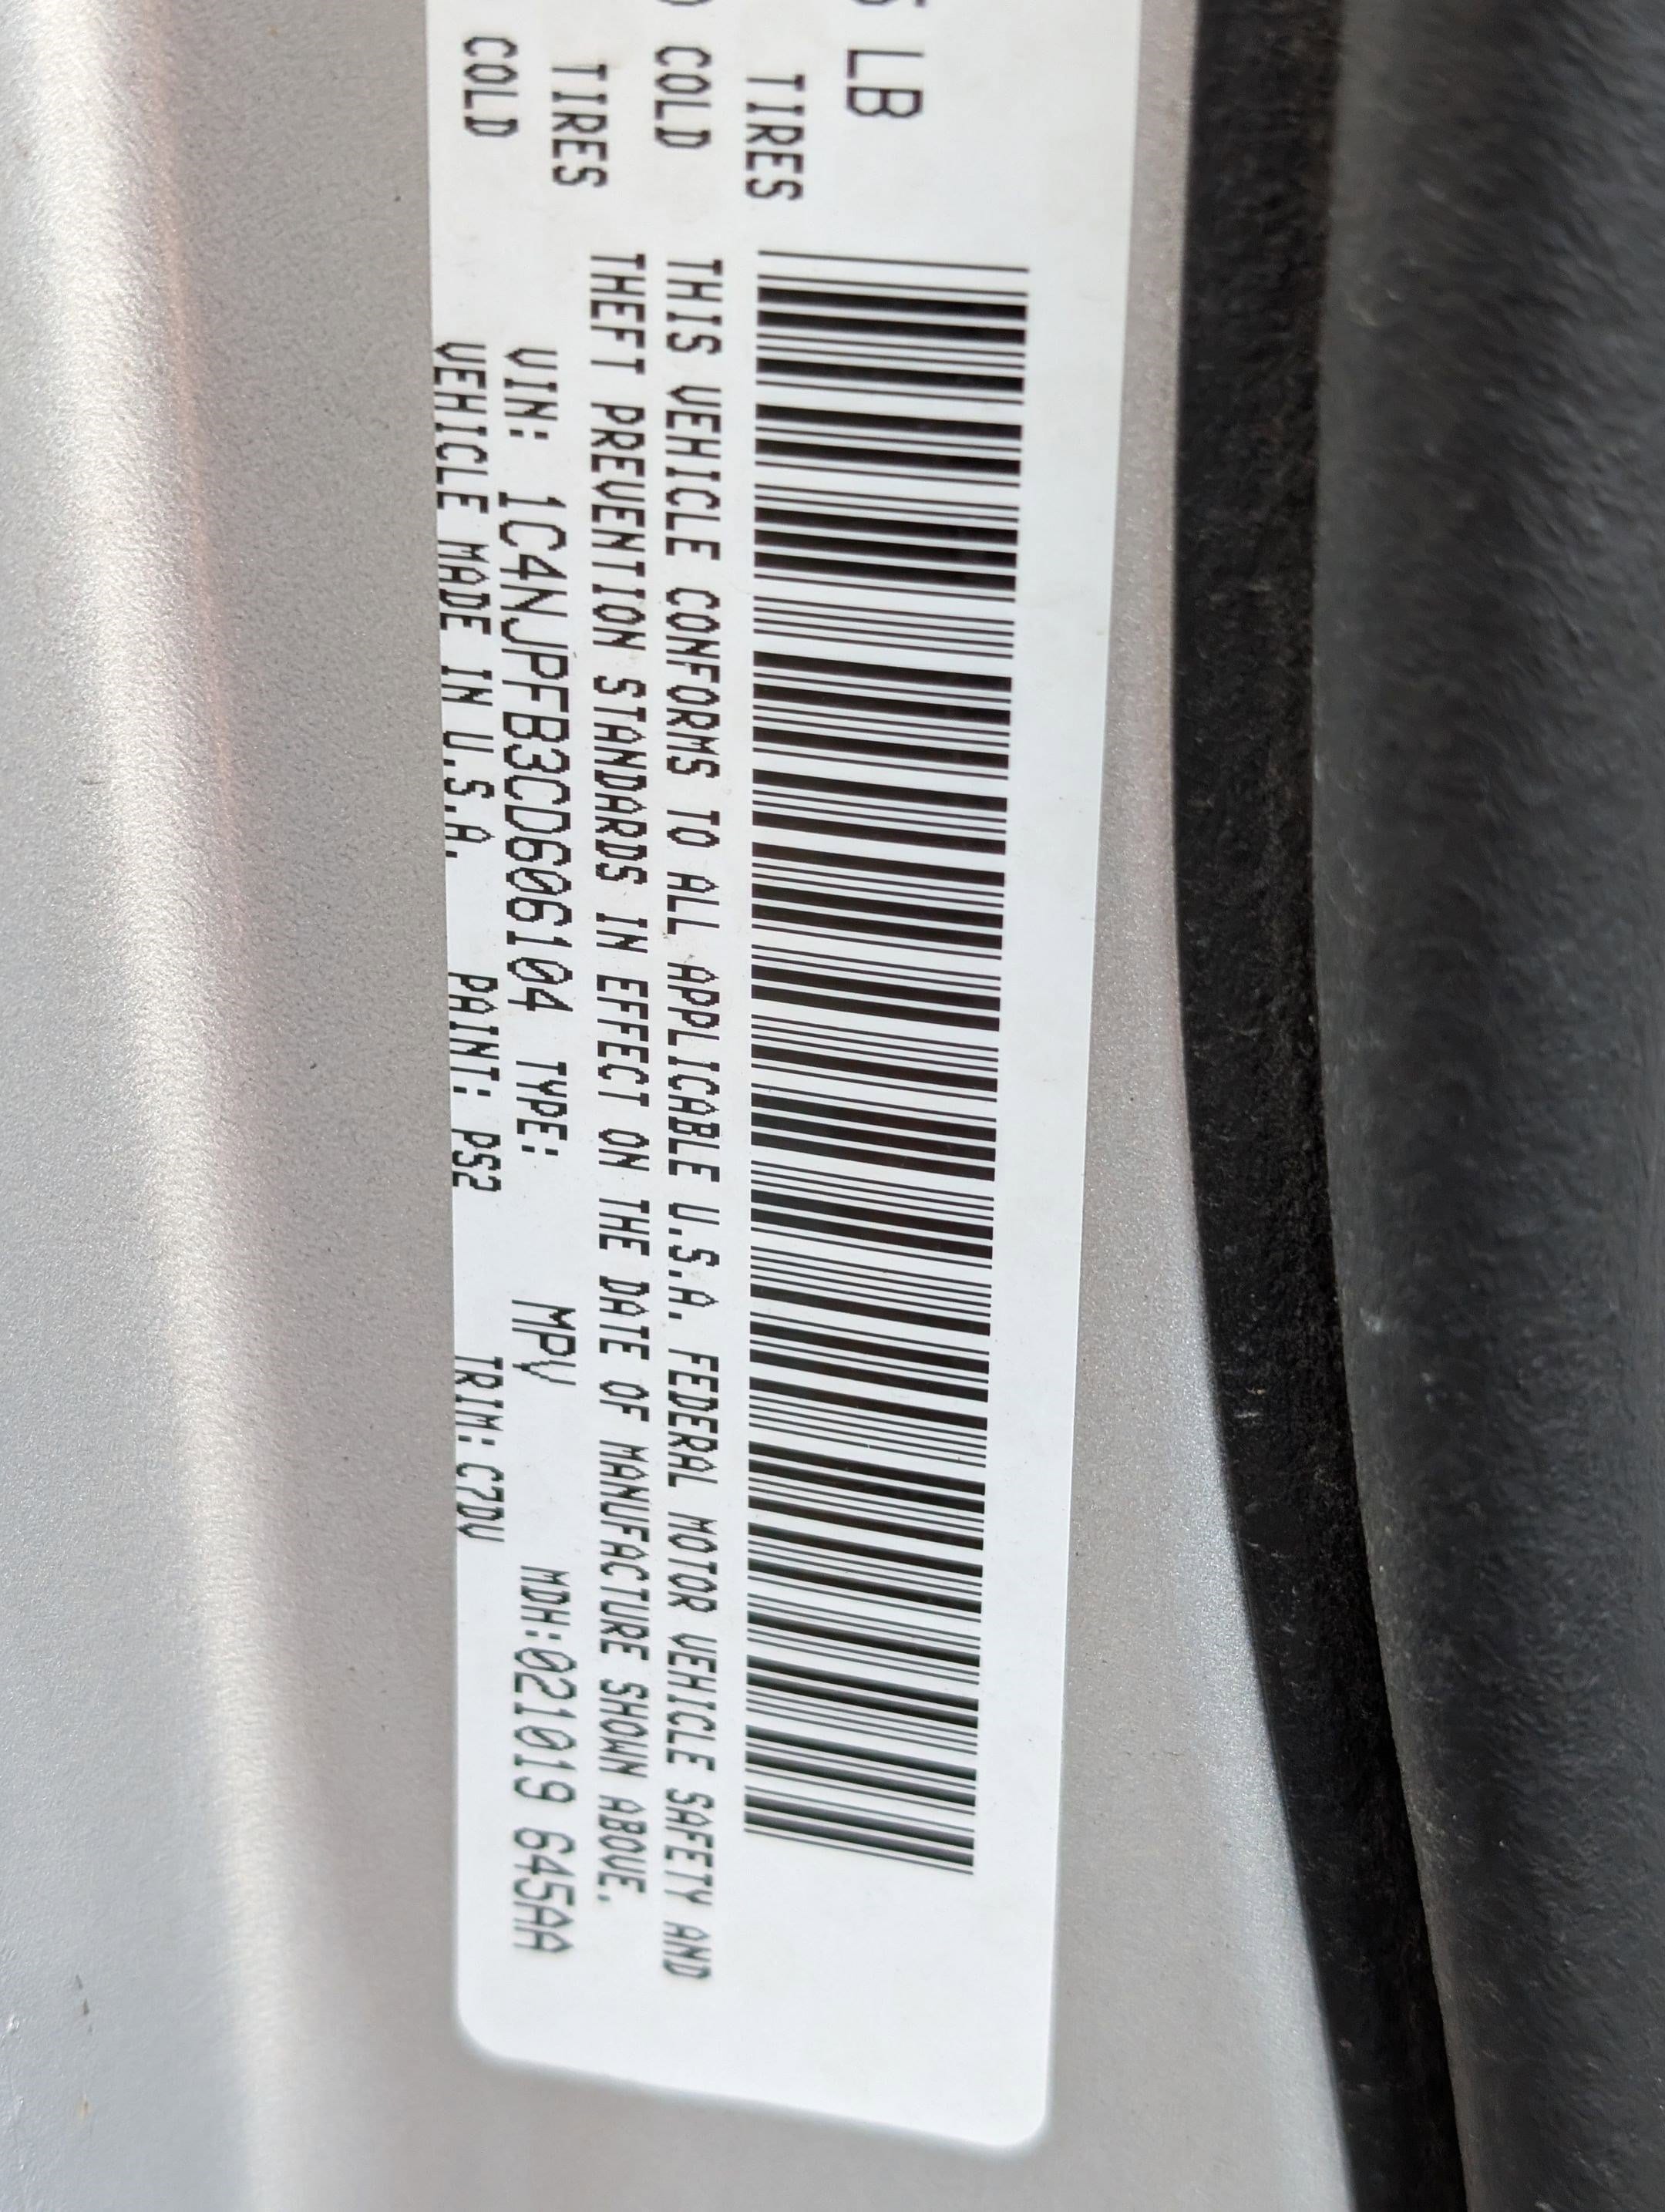 LB
TIRES
COLD
TIRES
COLD
THIS VEHICLE CONFORMS TO ALL APPLICABLE U.S.A. FEDERAL MOTOR VEHICLE SAFETY AND
THEFT PREVENTION STANDARDS IN EFFECT ON THE DATE OF MANUFACTURE SHOWN ABOVE.
VIN: 1C4NJPFB3CD606104 TYPE: MPV MDH:021019 645AA
VEHICLE MADE IN U.S.A. PAINT: PS2 TRIM: C7DV